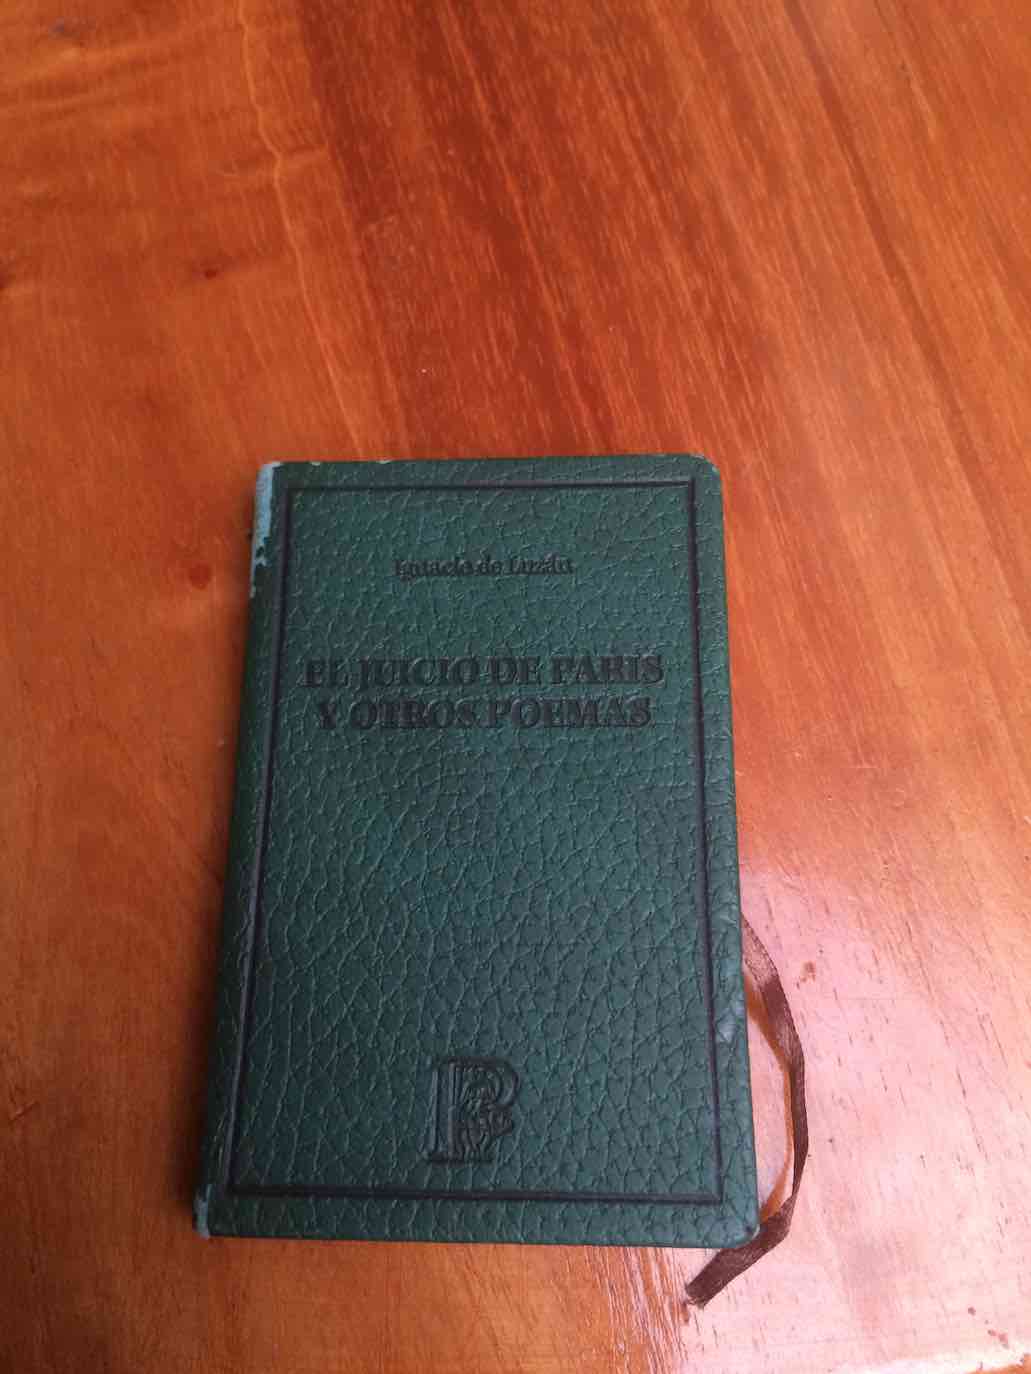 Ignacio de Luzán
EL JUICIO DE PARIS
Y OTROS POEMAS
P